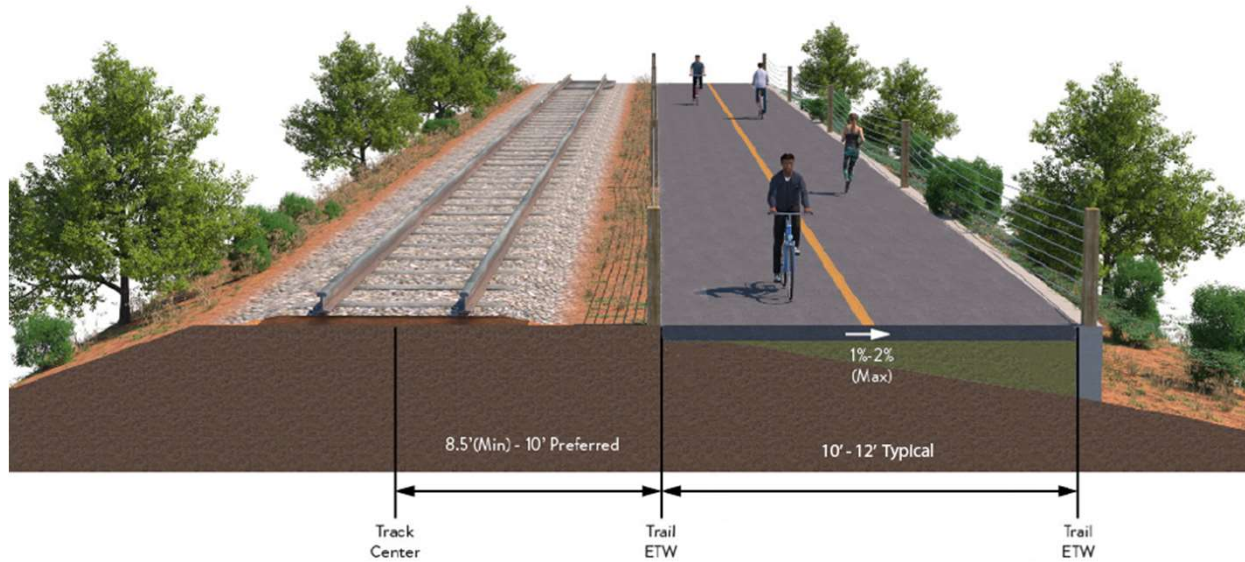 1%-2%
(Max)
8.5'(Min) - 10' Preferred
10' - 12' Typical
Track
Center
Trail
ETW
Trail
ETW